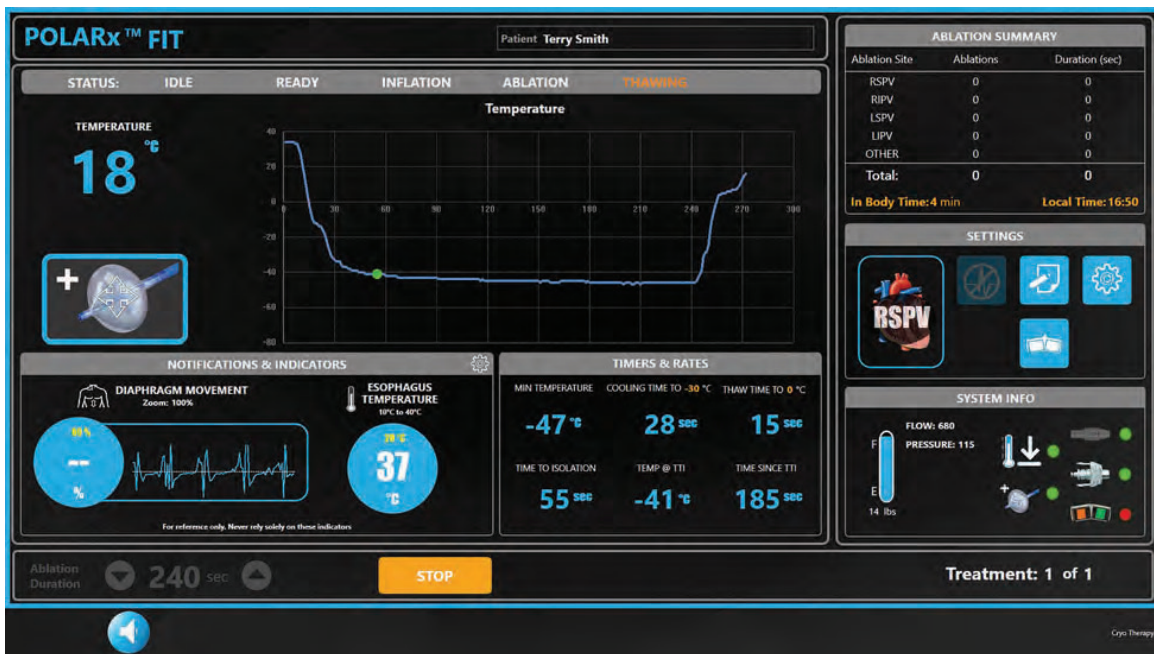 POLARx™ FIT
Patient Terry Smith
STATUS: IDLE READY INFLATION ABLATION THAWING
TEMPERATURE
18 °C
Temperature
40
20
0
-20
-40
-60
-80
0 30 60 90 120 150 180 210 240 270 300
NOTIFICATIONS & INDICATORS
DIAPHRAGM MOVEMENT
Zoom: 100%
--
%
ESOPHAGUS
TEMPERATURE
10°C to 40°C
20 °C
37
°C
For reference only. Never rely solely on these indicators
TIMERS & RATES
MIN TEMPERATURE COOLING TIME TO -30 °C THAW TIME TO 0 °C
-47 °C 28 sec 15 sec
TIME TO ISOLATION TEMP @ TTI TIME SINCE TTI
55 sec -41 °C 185 sec
ABLATION SUMMARY
Ablation Site Ablations Duration (sec)
RSPV 0 0
RIPV 0 0
LSPV 0 0
LIPV 0 0
OTHER 0 0
Total: 0 0
In Body Time: 4 min Local Time: 16:50
SETTINGS
RSPV
SYSTEM INFO
FLOW: 680
PRESSURE: 115
F
E
14 lbs
Ablation
Duration
240 sec
STOP
Treatment: 1 of 1
Cryo Therapy